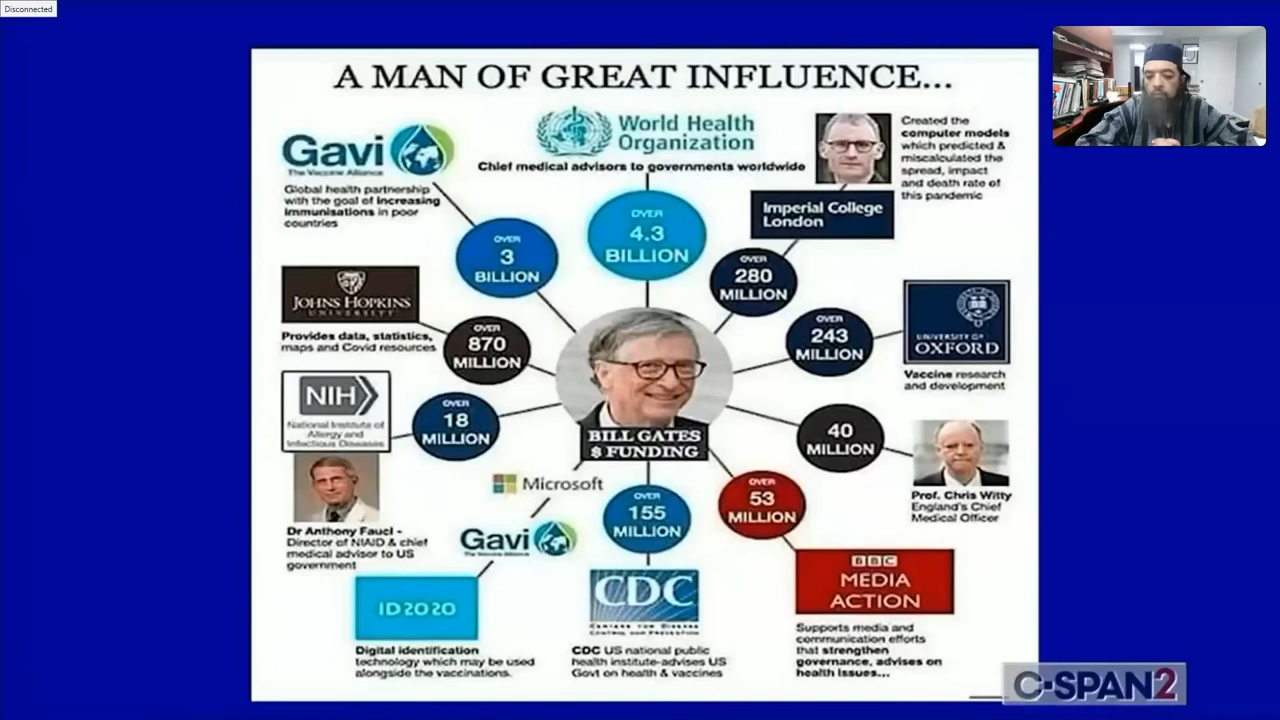 Disconnected
A MAN OF GREAT INFLUENCE...
Gavi
The Vaccine Alliance
Global health partnership
with the goal of increasing
immunisations in poor
countries
World Health
Organization
Chief medical advisors to governments worldwide
Created the
computer models
which predicted &
miscalculated the
spread, impact
and death rate of
this pandemic
Imperial College
London
OVER
3
BILLION
OVER
4.3
BILLION
OVER
280
MILLION
JOHNS HOPKINS
UNIVERSITY
Provides data, statistics,
maps and Covid resources
OVER
870
MILLION
OVER
243
MILLION
UNIVERSITY OF
OXFORD
Vaccine research
and development
NIH
National Institute of
Allergy and
Infectious Diseases
OVER
18
MILLION
BILL GATES
$ FUNDING
40
MILLION
Prof. Chris Witty
England's Chief
Medical Officer
Dr Anthony Fauci -
Director of NIAID & chief
medical advisor to US
government
Microsoft
Gavi
The Vaccine Alliance
ID2020
Digital identification
technology which may be used
alongside the vaccinations.
OVER
155
MILLION
CDC
CENTERS FOR DISEASE
CONTROL AND PREVENTION
CDC US national public
health institute-advises US
Govt on health & vaccines
OVER
53
MILLION
BBC
MEDIA
ACTION
Supports media and
communication efforts
that strengthen
governance, advises on
health issues...
C-SPAN2